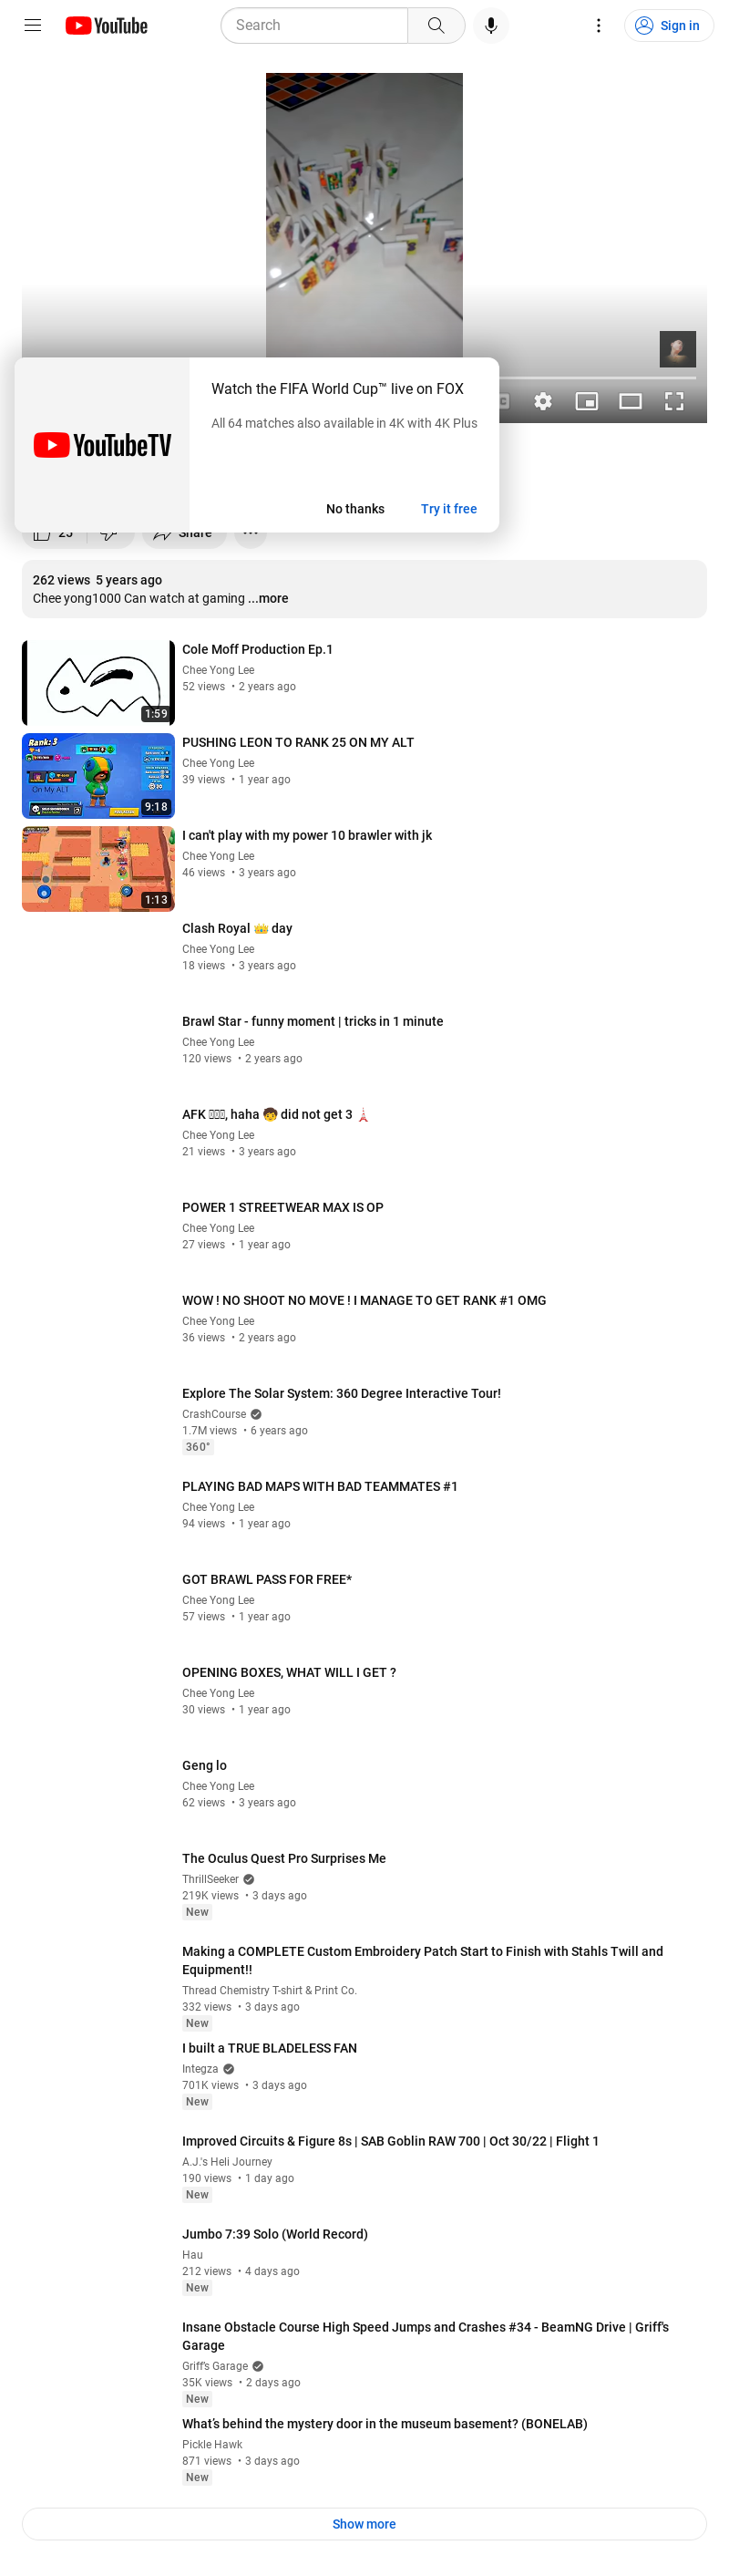 YouTube
Search
Sign in
Watch the FIFA World Cup™ live on FOX
All 64 matches also available in 4K with 4K Plus
YouTubeTV
No thanks
Try it free
25
Share
262 views 5 years ago
Chee yong1000 Can watch at gaming ...more
Cole Moff Production Ep.1
Chee Yong Lee
52 views • 2 years ago
1:59
PUSHING LEON TO RANK 25 ON MY ALT
Chee Yong Lee
39 views • 1 year ago
Rank: 3
On My ALT
9:18
I can't play with my power 10 brawler with jk
Chee Yong Lee
46 views • 3 years ago
1:13
Clash Royal 👑 day
Chee Yong Lee
18 views • 3 years ago
Brawl Star - funny moment | tricks in 1 minute
Chee Yong Lee
120 views • 2 years ago
AFK , haha 🧒 did not get 3 🗼
Chee Yong Lee
21 views • 3 years ago
POWER 1 STREETWEAR MAX IS OP
Chee Yong Lee
27 views • 1 year ago
WOW ! NO SHOOT NO MOVE ! I MANAGE TO GET RANK #1 OMG
Chee Yong Lee
36 views • 2 years ago
Explore The Solar System: 360 Degree Interactive Tour!
CrashCourse
1.7M views • 6 years ago
360°
PLAYING BAD MAPS WITH BAD TEAMMATES #1
Chee Yong Lee
94 views • 1 year ago
GOT BRAWL PASS FOR FREE*
Chee Yong Lee
57 views • 1 year ago
OPENING BOXES, WHAT WILL I GET ?
Chee Yong Lee
30 views • 1 year ago
Geng lo
Chee Yong Lee
62 views • 3 years ago
The Oculus Quest Pro Surprises Me
ThrillSeeker
219K views • 3 days ago
New
Making a COMPLETE Custom Embroidery Patch Start to Finish with Stahls Twill and
Equipment!!
Thread Chemistry T-shirt & Print Co.
332 views • 3 days ago
New
I built a TRUE BLADELESS FAN
Integza
701K views • 3 days ago
New
Improved Circuits & Figure 8s | SAB Goblin RAW 700 | Oct 30/22 | Flight 1
A.J.'s Heli Journey
190 views • 1 day ago
New
Jumbo 7:39 Solo (World Record)
Hau
212 views • 4 days ago
New
Insane Obstacle Course High Speed Jumps and Crashes #34 - BeamNG Drive | Griff's
Garage
Griff's Garage
35K views • 2 days ago
New
What's behind the mystery door in the museum basement? (BONELAB)
Pickle Hawk
871 views • 3 days ago
New
Show more